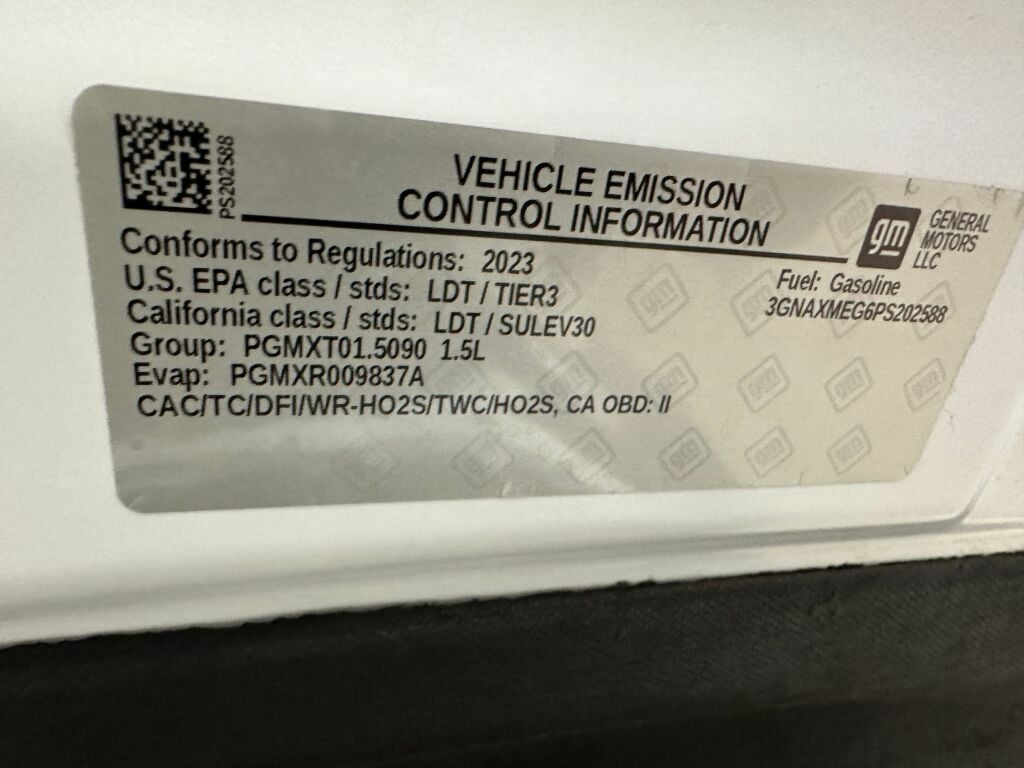 PS202588
VEHICLE EMISSION
CONTROL INFORMATION
gm
GENERAL
MOTORS
LLC
Conforms to Regulations: 2023
Fuel: Gasoline
U.S. EPA class / stds: LDT / TIER3
3GNAXMEG6PS202588
California class / stds: LDT / SULEV30
Group: PGMXT01.5090 1.5L
Evap: PGMXR009837A
CAC/TC/DFI/WR-HO2S/TWC/HO2S, CA OBD: II